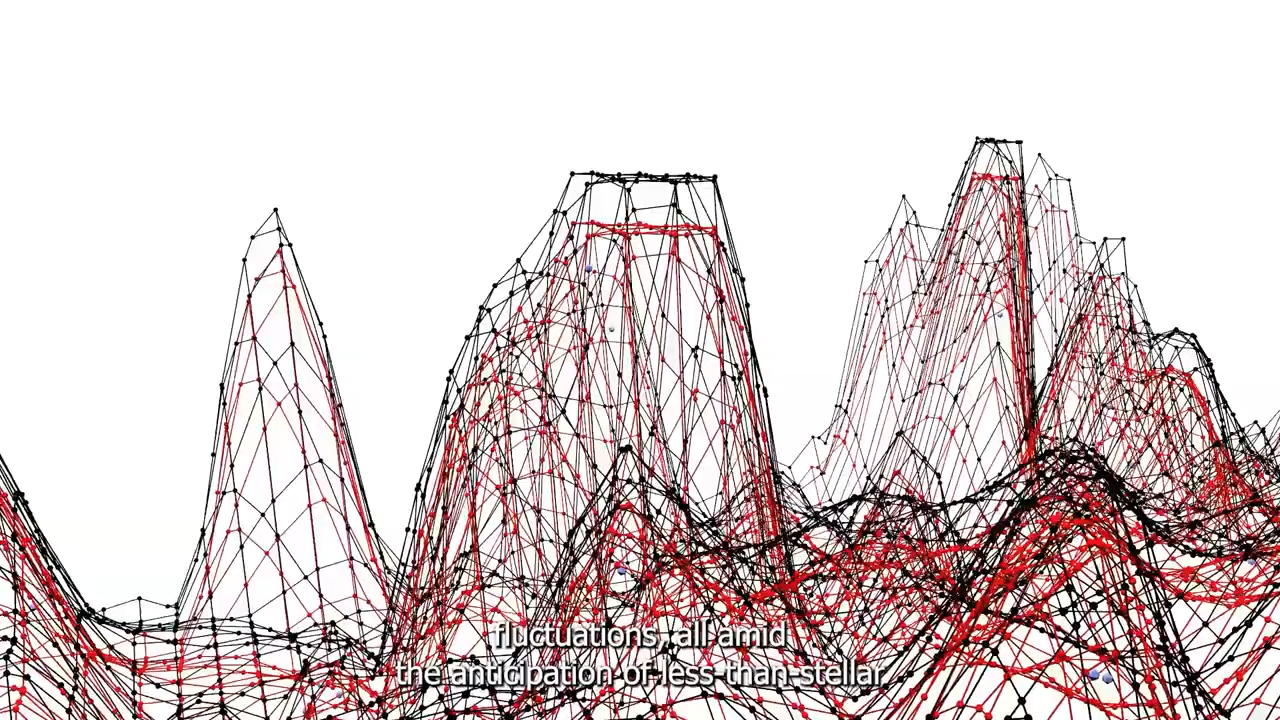 fluctuations, all amid
the anticipation of less-than-stellar